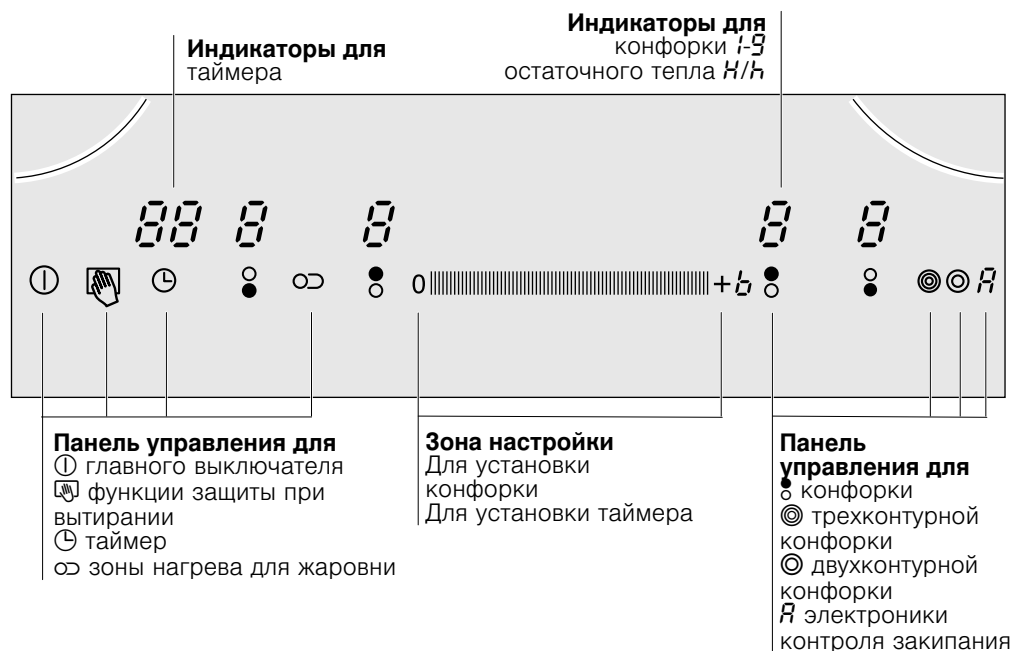 Индикаторы для
таймера
Индикаторы для
конфорки 1-9
остаточного тепла H/h
88 8 8 8 8
0 + b A
Панель управления для
главного выключателя
функции защиты при
вытирании
таймер
зоны нагрева для жаровни
Зона настройки
Для установки
конфорки
Для установки таймера
Панель
управления для
конфорки
трехконтурной
конфорки
двухконтурной
конфорки
A электроники
контроля закипания